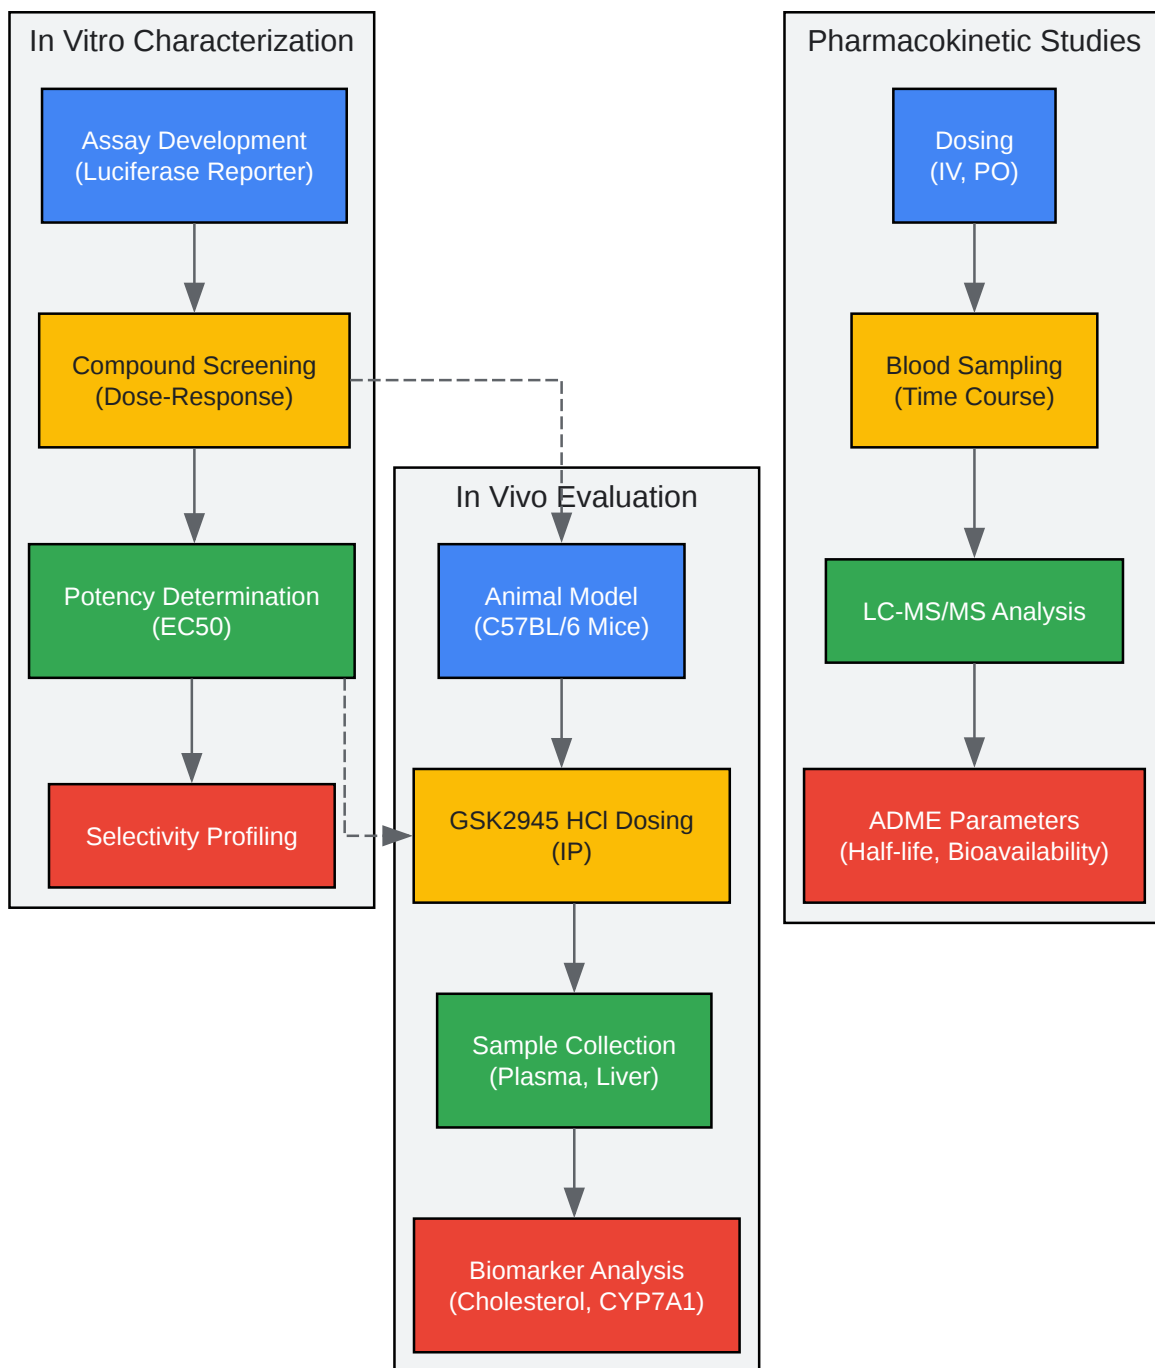 In Vitro Characterization
Assay Development
(Luciferase Reporter)
Compound Screening
(Dose-Response)
Potency Determination
(EC50)
Selectivity Profiling
In Vivo Evaluation
Animal Model
(C57BL/6 Mice)
GSK2945 HCl Dosing
(IP)
Sample Collection
(Plasma, Liver)
Biomarker Analysis
(Cholesterol, CYP7A1)
Pharmacokinetic Studies
Dosing
(IV, PO)
Blood Sampling
(Time Course)
LC-MS/MS Analysis
ADME Parameters
(Half-life, Bioavailability)